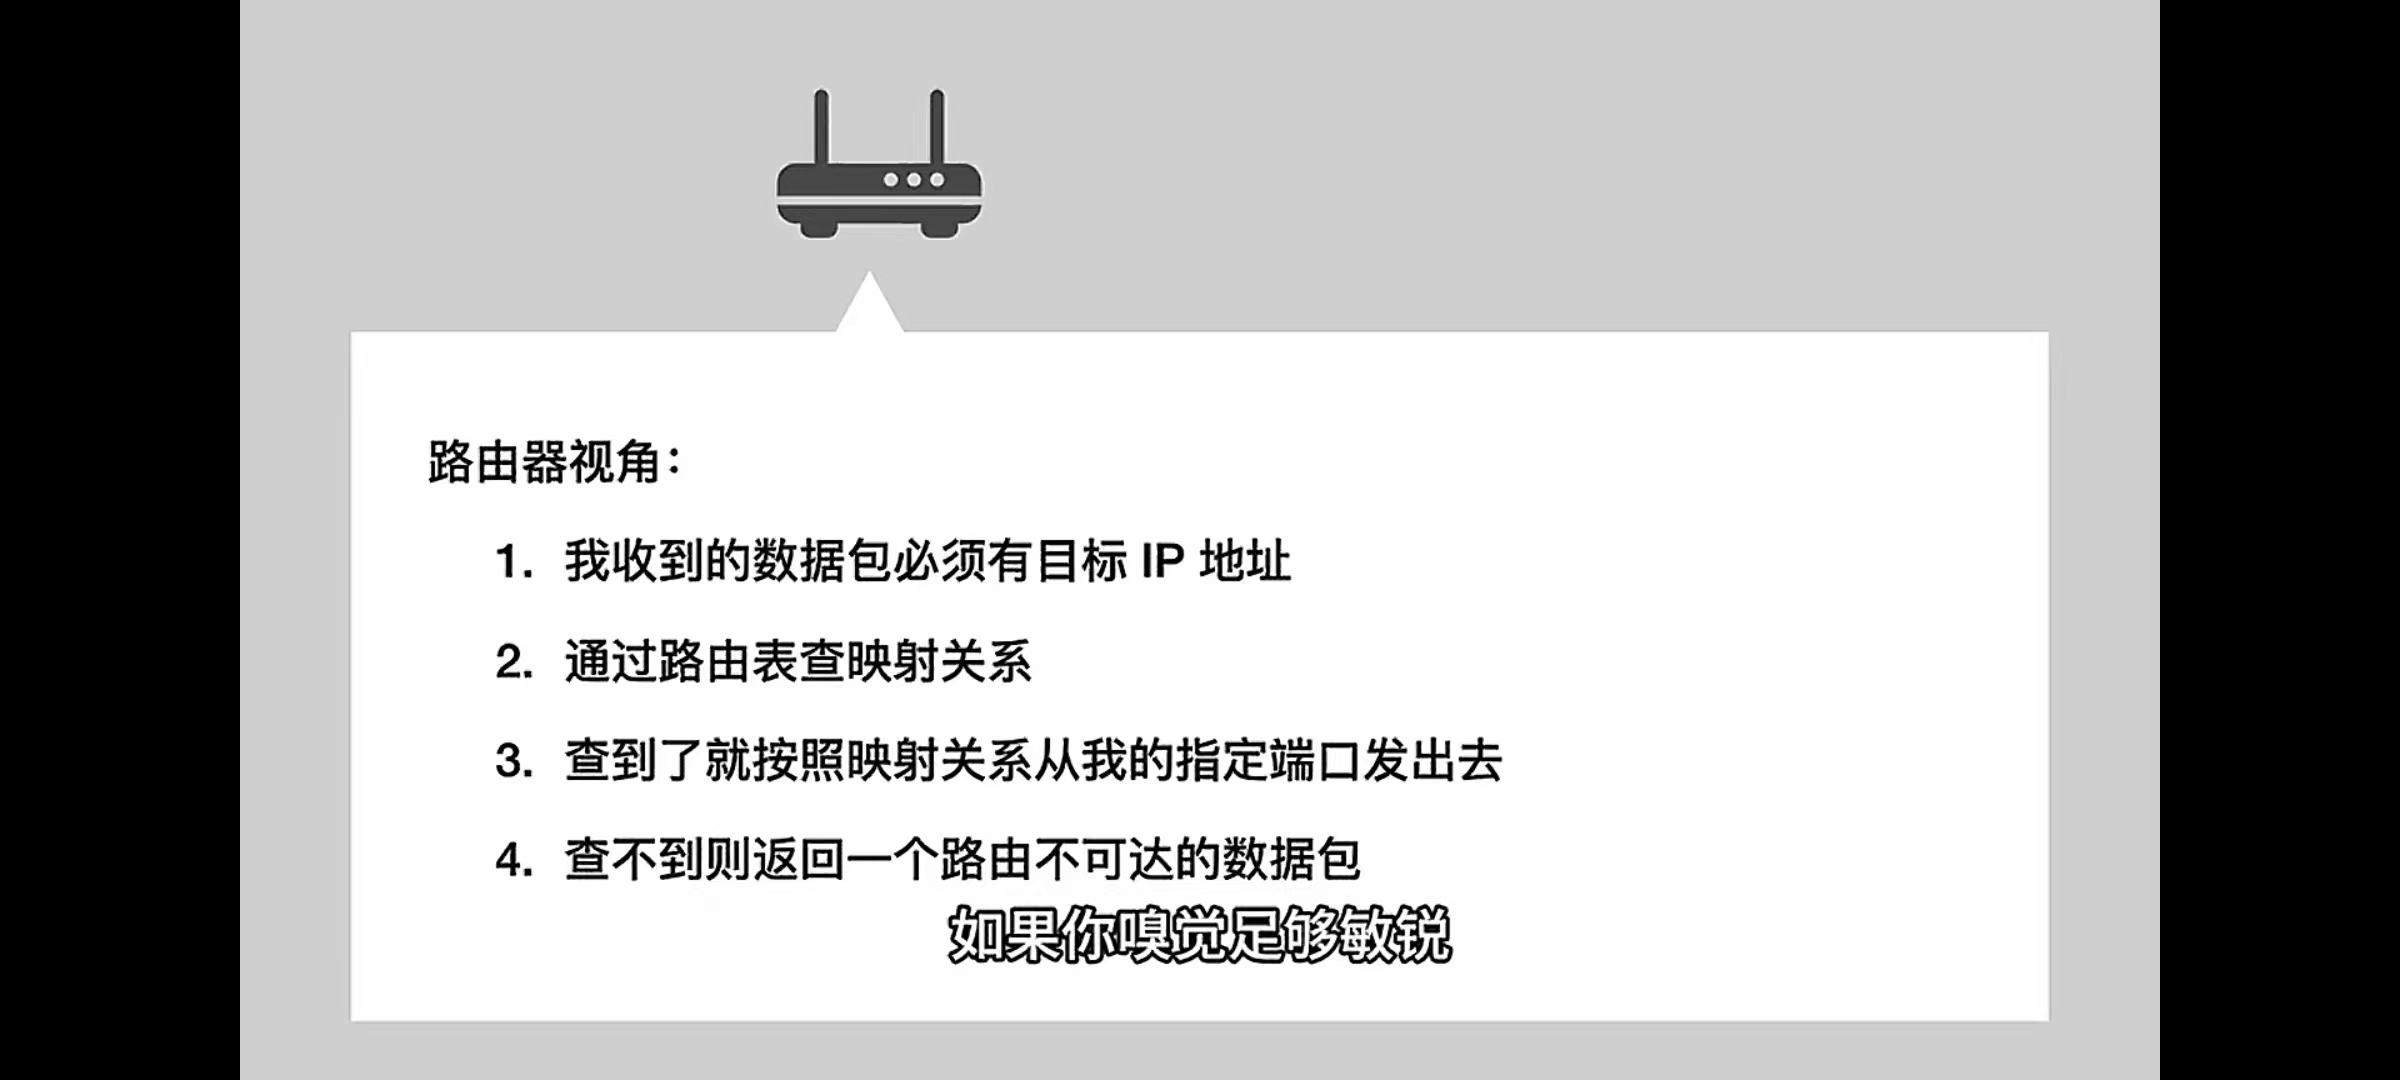 路由器视角：
1. 我收到的数据包必须有目标 IP 地址
2. 通过路由表查映射关系
3. 查到了就按照映射关系从我的指定端口发出去
4. 查不到则返回一个路由不可达的数据包
如果你嗅觉足够敏锐